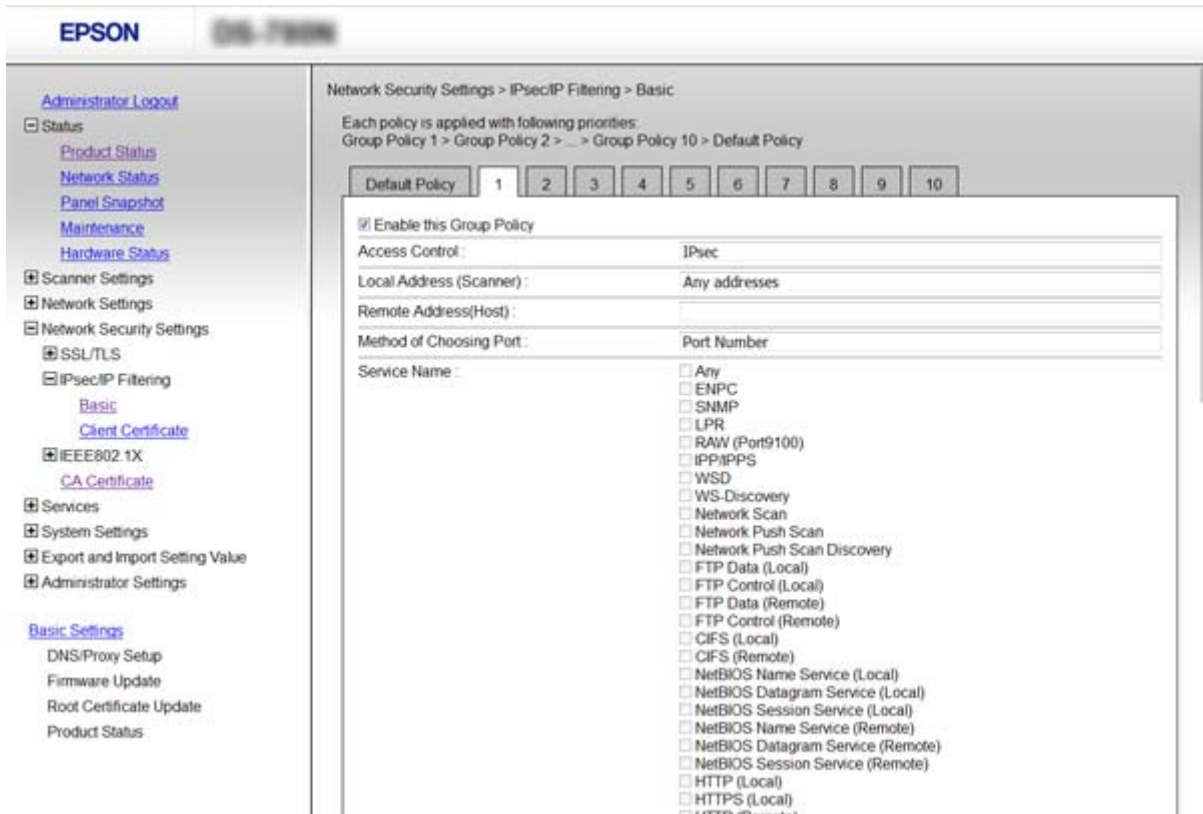 EPSON
Administrator Logout
Status
Product Status
Network Status
Panel Snapshot
Maintenance
Hardware Status
Scanner Settings
Network Settings
Network Security Settings
SSL/TLS
IPsec/IP Filtering
Basic
Client Certificate
IEEE802.1X
CA Certificate
Services
System Settings
Export and Import Setting Value
Administrator Settings
Basic Settings
DNS/Proxy Setup
Firmware Update
Root Certificate Update
Product Status
Network Security Settings > IPsec/IP Filtering > Basic
Each policy is applied with following priorities:
Group Policy 1 > Group Policy 2 > ... > Group Policy 10 > Default Policy
Default Policy 1 2 3 4 5 6 7 8 9 10
Enable this Group Policy
Access Control : IPsec
Local Address (Scanner) : Any addresses
Remote Address(Host) :
Method of Choosing Port : Port Number
Service Name : Any
ENPC
SNMP
LPR
RAW (Port9100)
IPP/IPPS
WSD
WS-Discovery
Network Scan
Network Push Scan
Network Push Scan Discovery
FTP Data (Local)
FTP Control (Local)
FTP Data (Remote)
FTP Control (Remote)
CIFS (Local)
CIFS (Remote)
NetBIOS Name Service (Local)
NetBIOS Datagram Service (Local)
NetBIOS Session Service (Local)
NetBIOS Name Service (Remote)
NetBIOS Datagram Service (Remote)
NetBIOS Session Service (Remote)
HTTP (Local)
HTTPS (Local)